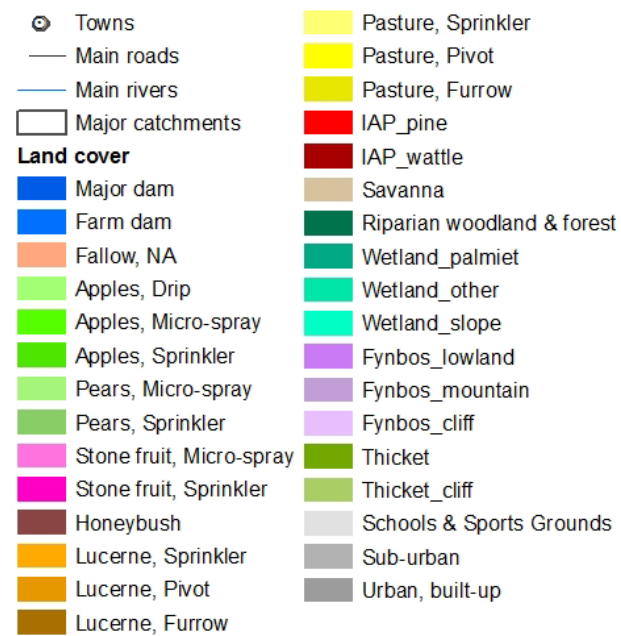 Towns
Main roads
Main rivers
Major catchments
Land cover
Major dam
Farm dam
Fallow, NA
Apples, Drip
Apples, Micro-spray
Apples, Sprinkler
Pears, Micro-spray
Pears, Sprinkler
Stone fruit, Micro-spray
Stone fruit, Sprinkler
Honeybush
Lucerne, Sprinkler
Lucerne, Pivot
Lucerne, Furrow
Pasture, Sprinkler
Pasture, Pivot
Pasture, Furrow
IAP_pine
IAP_wattle
Savanna
Riparian woodland & forest
Wetland_palmiet
Wetland_other
Wetland_slope
Fynbos_lowland
Fynbos_mountain
Fynbos_cliff
Thicket
Thicket_cliff
Schools & Sports Grounds
Sub-urban
Urban, built-up